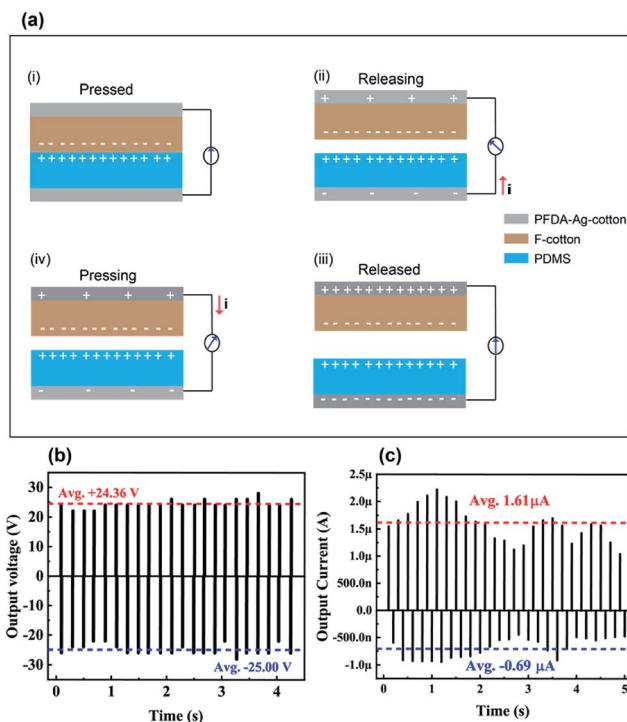 (a)
(i)
Pressed
- - - - - - - - - - - - - -
+ + + + + + + + + + + + +
(ii)
Releasing
+ + + +
- - - - - - - - - - - - - -
+ + + + + + + + + + + + +
- - - -
i
PFDA-Ag-cottons
F-cotton
PDMS
(iv)
Pressing
+ + + +
- - - - - - - - - - - - - -
+ + + + + + + + + + + + +
- - - -
i
(iii)
Released
+ + + + + + + + + + + + +
- - - - - - - - - - - - - -
+ + + + + + + + + + + + +
- - - - - - - - - - - - - -
(b)
Output voltage (V)
30
20
10
0
-10
-20
-30
Avg. +24.36 V
Avg. -25.00 V
0 1 2 3 4
Time (s)
(c)
Output Current (A)
2.5µ
2.0µ
1.5µ
1.0µ
500.0n
0.0
-500.0n
-1.0µ
Avg. 1.61µA
Avg. -0.69 µA
0 1 2 3 4 5
Time (s)